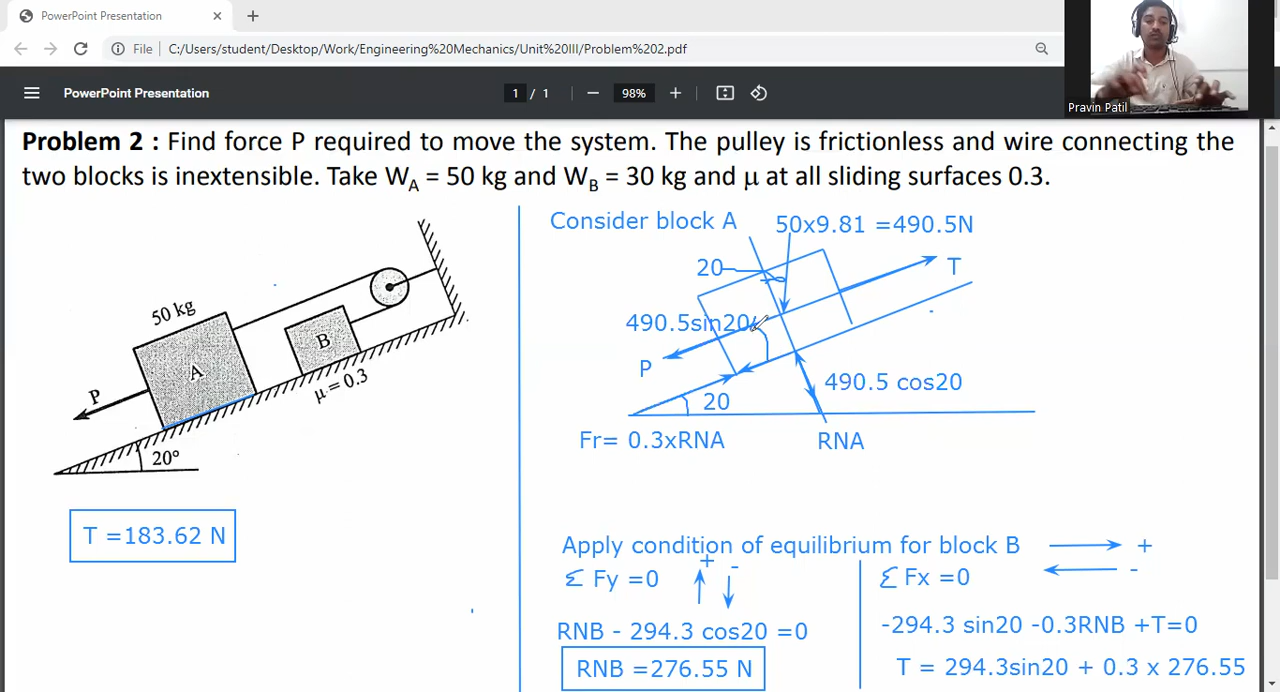 PowerPoint Presentation
File C:/Users/student/Desktop/Work/Engineering%20Mechanics/Unit%20III/Problem%202.pdf
PowerPoint Presentation
1 / 1
98%
Pravin Patil
Problem 2 : Find force P required to move the system. The pulley is frictionless and wire connecting the
two blocks is inextensible. Take WA = 50 kg and WB = 30 kg and μ at all sliding surfaces 0.3.
50 kg
A
B
P
μ = 0.3
20°
T =183.62 N
Consider block A
50x9.81 =490.5N
20
T
490.5sin20
P
490.5 cos20
20
Fr= 0.3xRNA
RNA
Apply condition of equilibrium for block B
+
-
Σ Fy =0
+
-
RNB - 294.3 cos20 =0
RNB =276.55 N
Σ Fx =0
-294.3 sin20 -0.3RNB +T=0
T = 294.3sin20 + 0.3 x 276.55